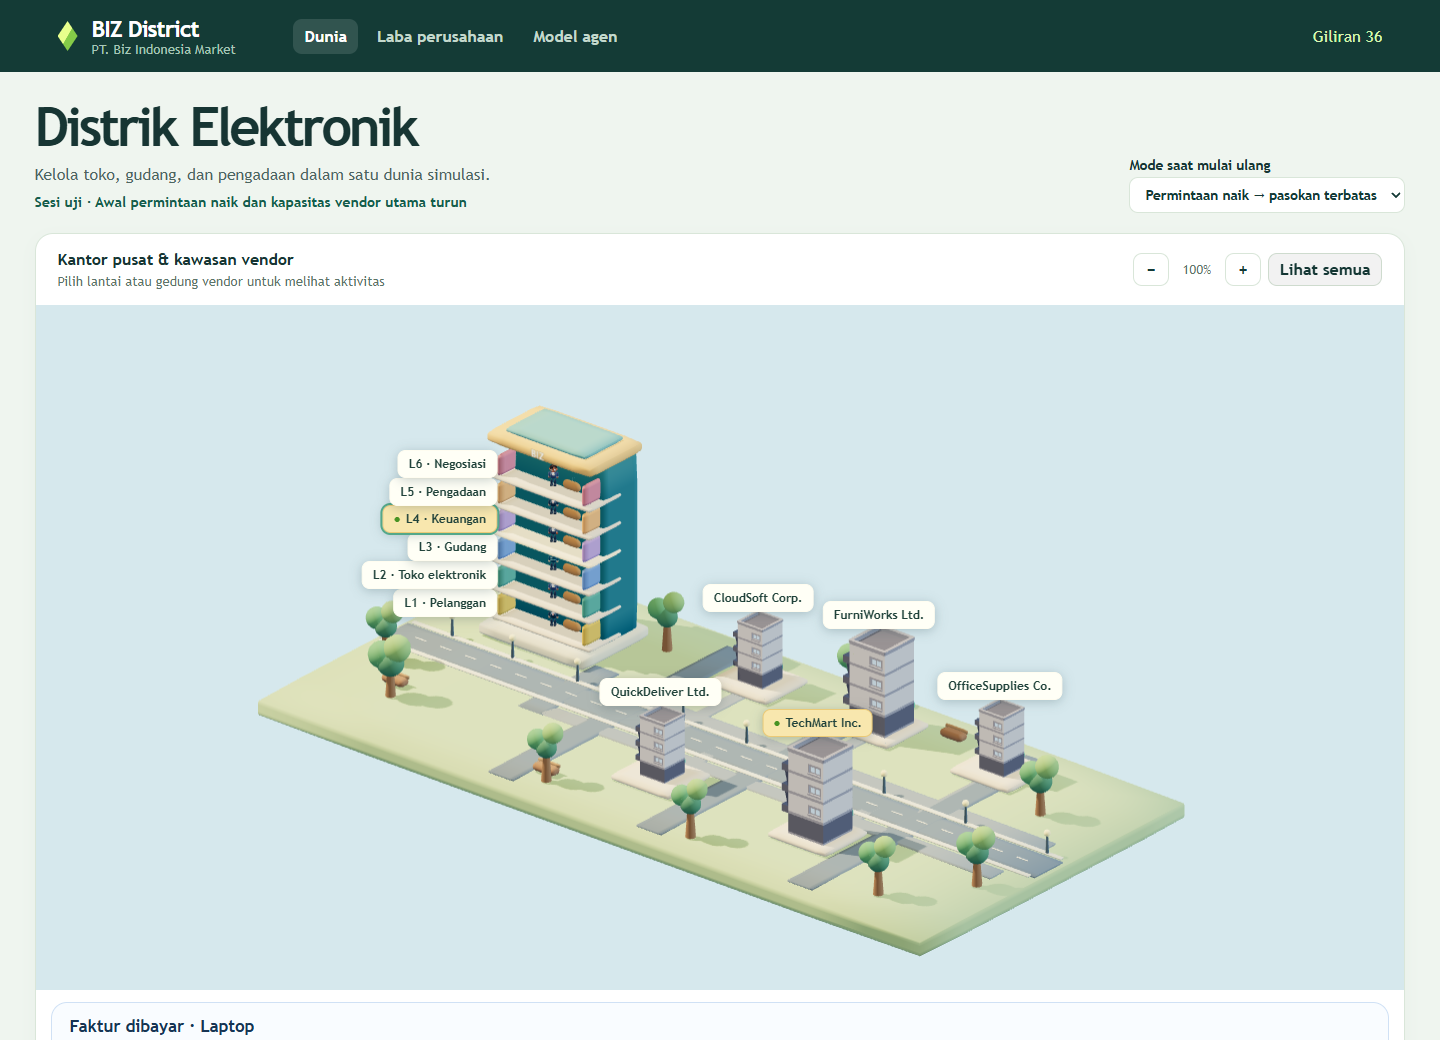 BIZ District
PT. Biz Indonesia Market
Dunia
Laba perusahaan
Model agen
Giliran 36
Distrik Elektronik
Kelola toko, gudang, dan pengadaan dalam satu dunia simulasi.
Sesi uji · Awal permintaan naik dan kapasitas vendor utama turun
Mode saat mulai ulang
Permintaan naik → pasokan terbatas
Kantor pusat & kawasan vendor
Pilih lantai atau gedung vendor untuk melihat aktivitas
−
100%
+
Lihat semua
L6 · Negosiasi
L5 · Pengadaan
L4 · Keuangan
L3 · Gudang
L2 · Toko elektronik
L1 · Pelanggan
CloudSoft Corp.
FurniWorks Ltd.
OfficeSupplies Co.
QuickDeliver Ltd.
TechMart Inc.
Faktur dibayar · Laptop